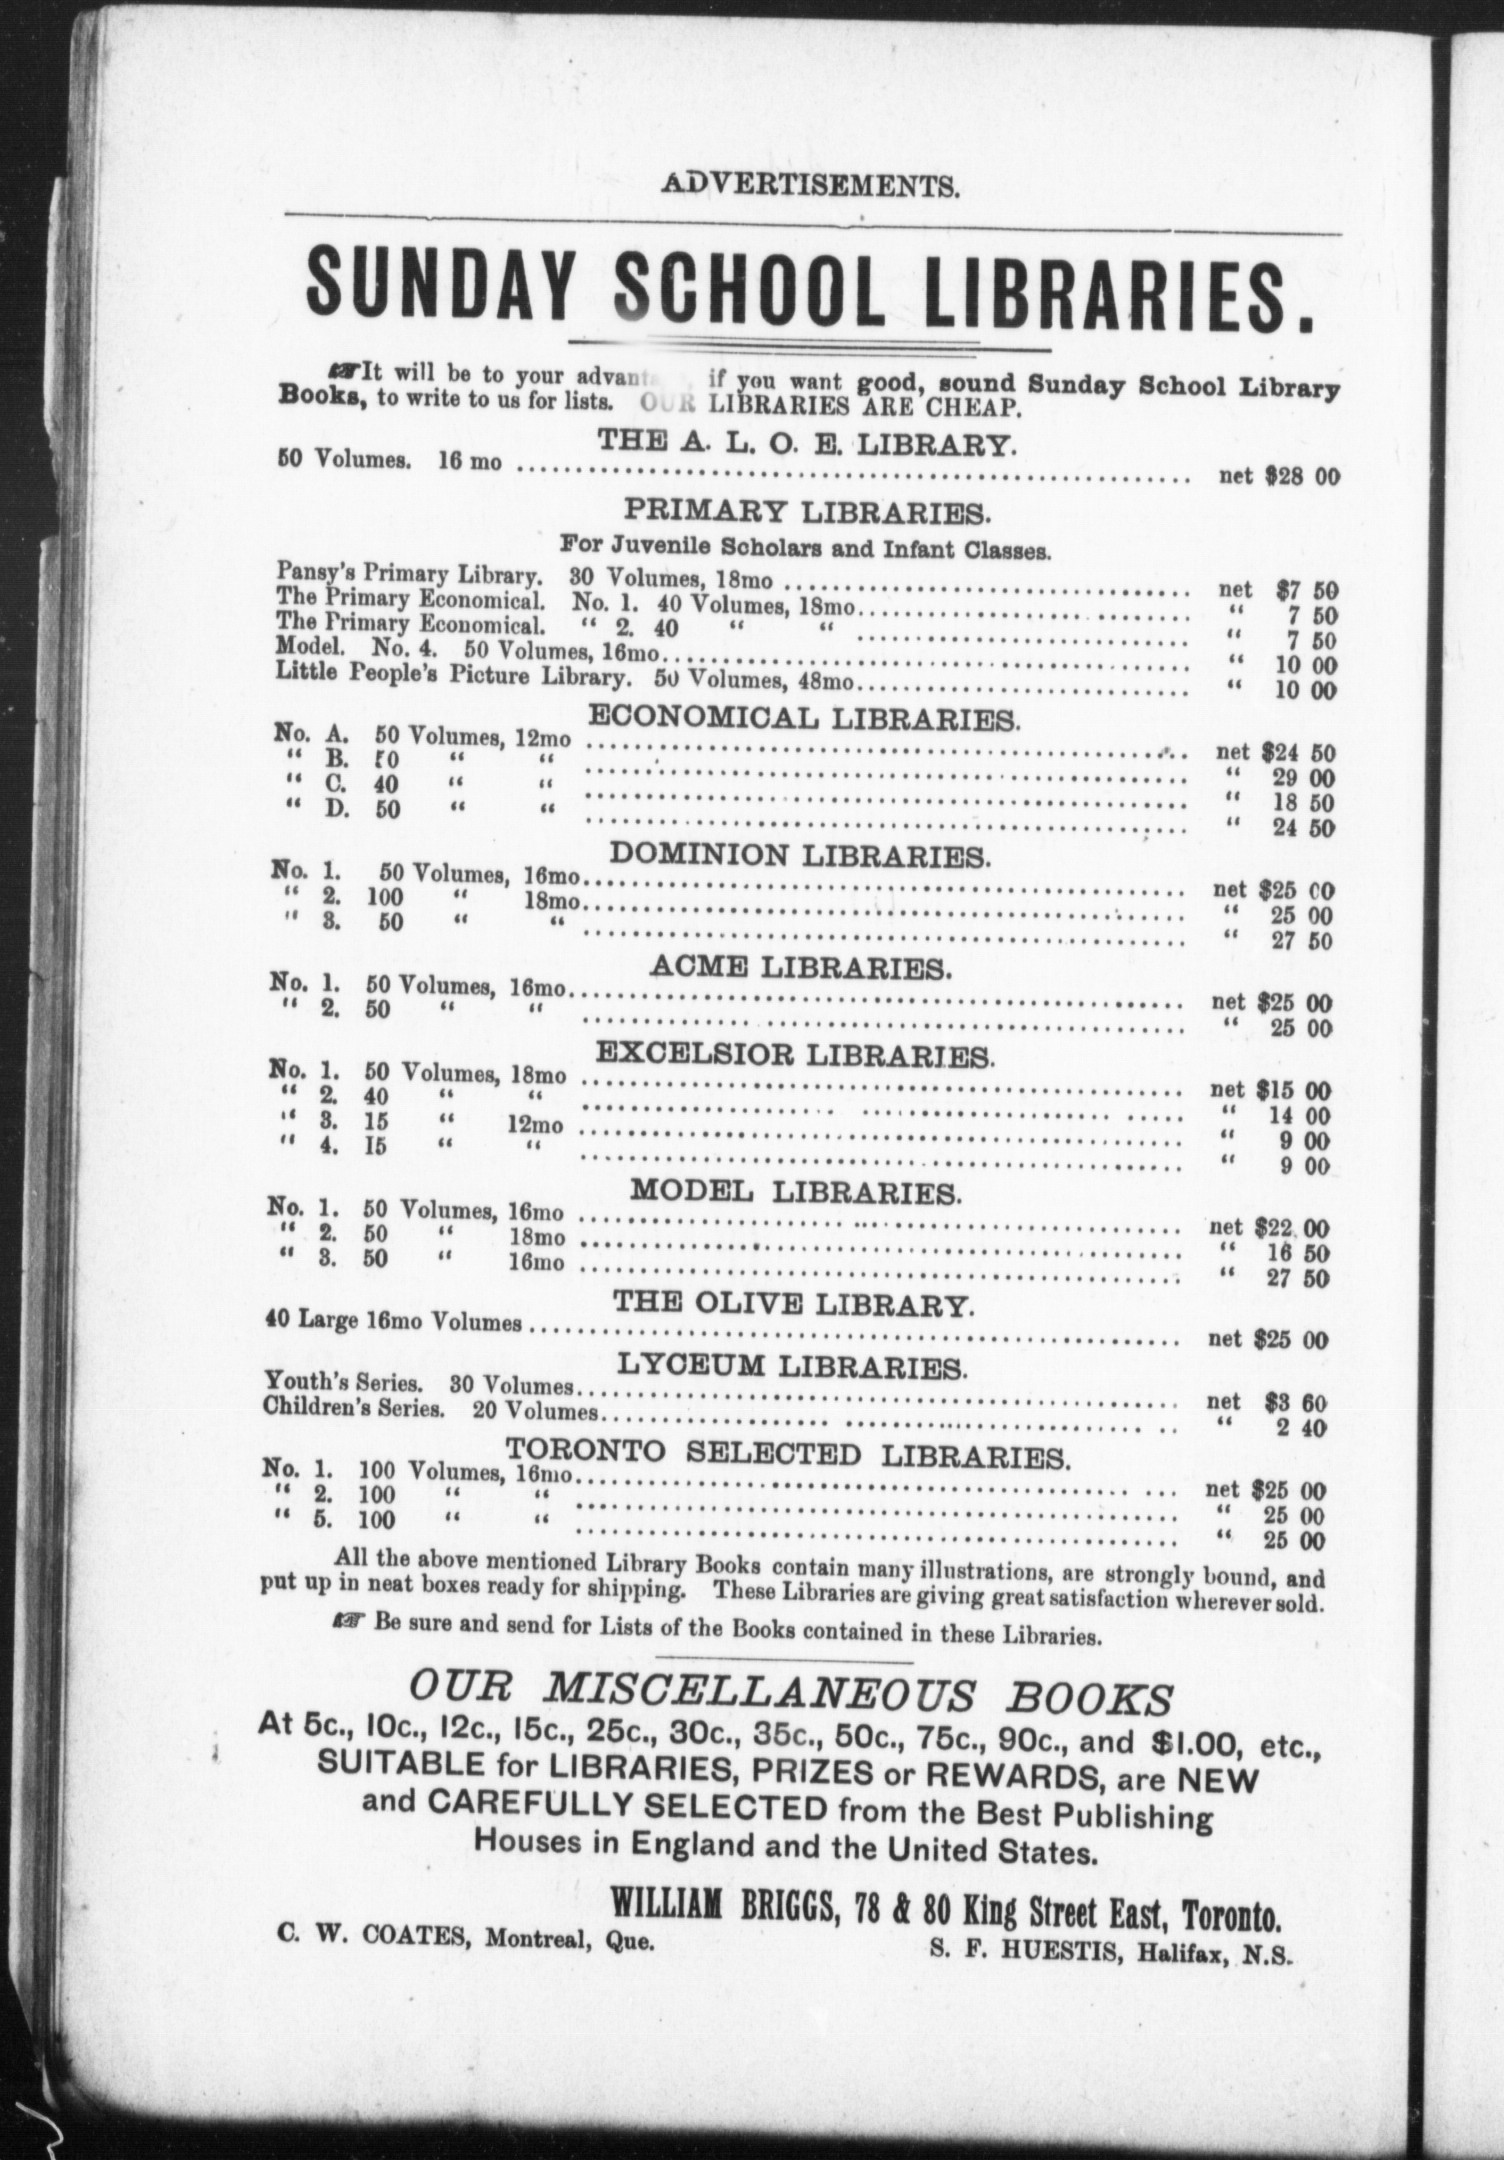 ADVERTISEMENTS.
SUNDAY SCHOOL LIBRARIES.
☞It will be to your if you want good, sound Sunday School Library
Books, to write to us for lists. OUR LIBRARIES ARE CHEAP.
THE A. L. O. E. LIBRARY.
50 Volumes. 16 mo ........ net $28 00
PRIMARY LIBRARIES.
For Juvenile Scholars and Infant Classes.
Pansy's Primary Library. 30 Volumes, 18mo ........ net $7 50
The Primary Economical. No. 1. 40 Volumes, 18mo ........ " 7 50
The Primary Economical. " 2. 40 " " ........ " 7 50
Model. No. 4. 50 Volumes, 16mo ........ " 10 00
Little People's Picture Library. 50 Volumes, 48mo ........ " 10 00
ECONOMICAL LIBRARIES.
No. A. 50 Volumes, 12mo ........ net $24 50
" B. 50 " " ........ " 29 00
" C. 40 " " ........ " 18 50
" D. 50 " " ........ " 24 50
DOMINION LIBRARIES.
No. 1. 50 Volumes, 16mo ........ net $25 00
" 2. 100 " 18mo ........ " 25 00
" 3. 50 " " ........ " 27 50
ACME LIBRARIES.
No. 1. 50 Volumes, 16mo ........ net $25 00
" 2. 50 " " ........ " 25 00
EXCELSIOR LIBRARIES.
No. 1. 50 Volumes, 18mo ........ net $15 00
" 2. 40 " " ........ " 14 00
" 3. 15 " 12mo ........ " 9 00
" 4. 15 " " ........ " 9 00
MODEL LIBRARIES.
No. 1. 50 Volumes, 16mo ........ net $22 00
" 2. 50 " 18mo ........ " 16 50
" 3. 50 " 16mo ........ " 27 50
THE OLIVE LIBRARY.
40 Large 16mo Volumes ........ net $25 00
LYCEUM LIBRARIES.
Youth's Series. 30 Volumes ........ net $3 60
Children's Series. 20 Volumes ........ " 2 40
TORONTO SELECTED LIBRARIES.
No. 1. 100 Volumes, 16mo ........ net $25 00
" 2. 100 " " ........ " 25 00
" 5. 100 " " ........ " 25 00
All the above mentioned Library Books contain many illustrations, are strongly bound, and
put up in neat boxes ready for shipping. These Libraries are giving great satisfaction wherever sold.
☞ Be sure and send for Lists of the Books contained in these Libraries.
OUR MISCELLANEOUS BOOKS
At 5c., 10c., 12c., 15c., 25c., 30c., 35c., 50c., 75c., 90c., and $1.00, etc.,
SUITABLE for LIBRARIES, PRIZES or REWARDS, are NEW
and CAREFULLY SELECTED from the Best Publishing
Houses in England and the United States.
WILLIAM BRIGGS, 78 & 80 King Street East, Toronto.
C. W. COATES, Montreal, Que. S. F. HUESTIS, Halifax, N.S.